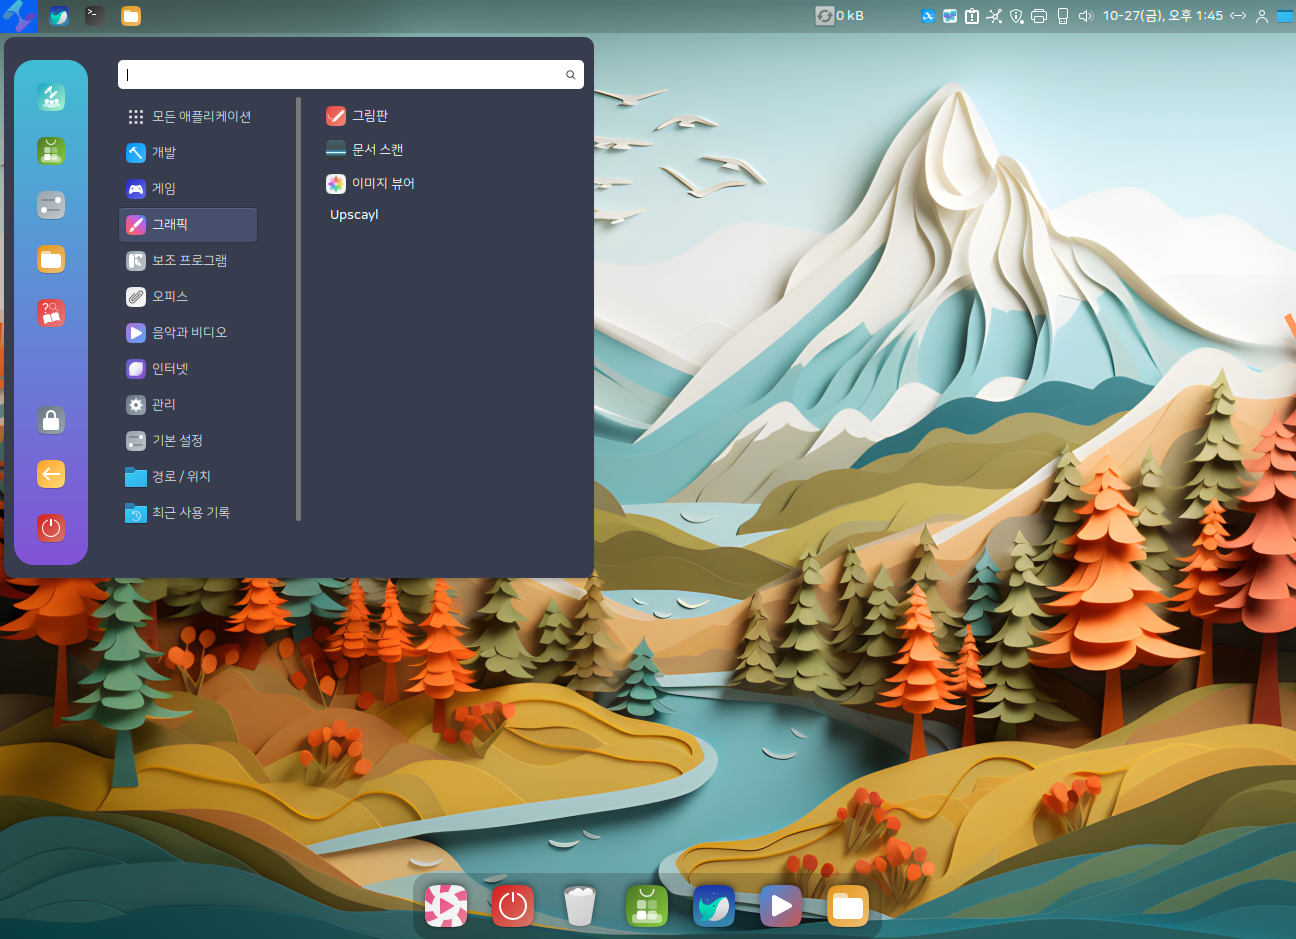 0 kB
10-27(금), 오후 1:45
모든 애플리케이션
개발
게임
그래픽
보조 프로그램
오피스
음악과 비디오
인터넷
관리
기본 설정
경로 / 위치
최근 사용 기록
그림판
문서 스캔
이미지 뷰어
Upscayl